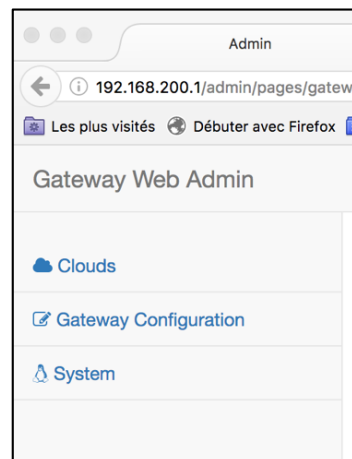 Admin
192.168.200.1/admin/pages/gatew
Les plus visités Débuter avec Firefox
Gateway Web Admin
Clouds
Gateway Configuration
System